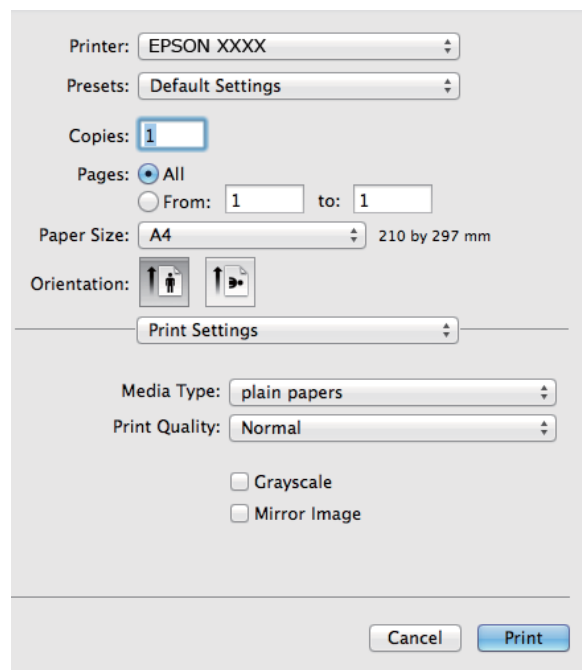 Printer: EPSON XXXX
Presets: Default Settings
Copies: 1
Pages: All
From: 1 to: 1
Paper Size: A4 210 by 297 mm
Orientation:
Print Settings
Media Type: plain papers
Print Quality: Normal
Grayscale
Mirror Image
Cancel Print